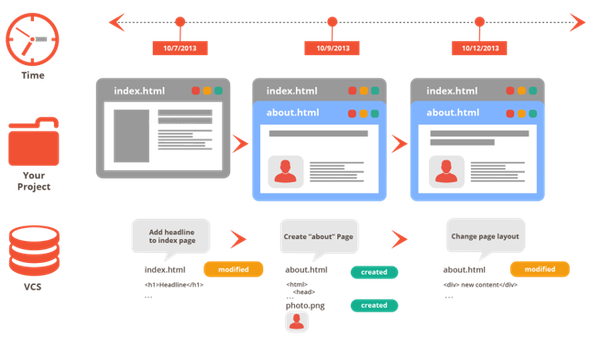 10/7/2013
10/9/2013
10/12/2013
Time
index.html
index.html
index.html
about.html
about.html
Your
Project
Add headline
to index page
Create "about" Page
Change page layout
index.html
modified
about.html
created
about.html
modified
<h1>Headline</h1>
...
<html>
<head>
...
<div> new content</div>
...
photo.png
created
VCS